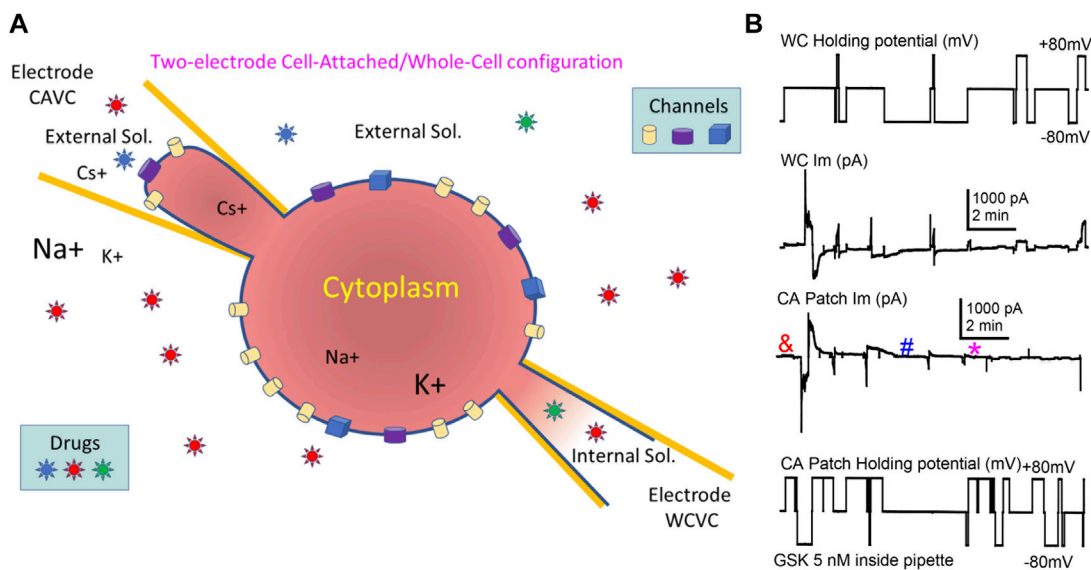 A
Two-electrode Cell-Attached/Whole-Cell configuration
Electrode
CAVC
External Sol.
External Sol.
Channels
Cs+
Cs+
Na+ K+
Cytoplasm
Na+
K+
Drugs
Internal Sol.
Electrode
WCVC
B
WC Holding potential (mV) +80mV
-80mV
WC Im (pA)
1000 pA
2 min
CA Patch Im (pA)
1000 pA
2 min
& # *
CA Patch Holding potential (mV) +80mV
GSK 5 nM inside pipette -80mV